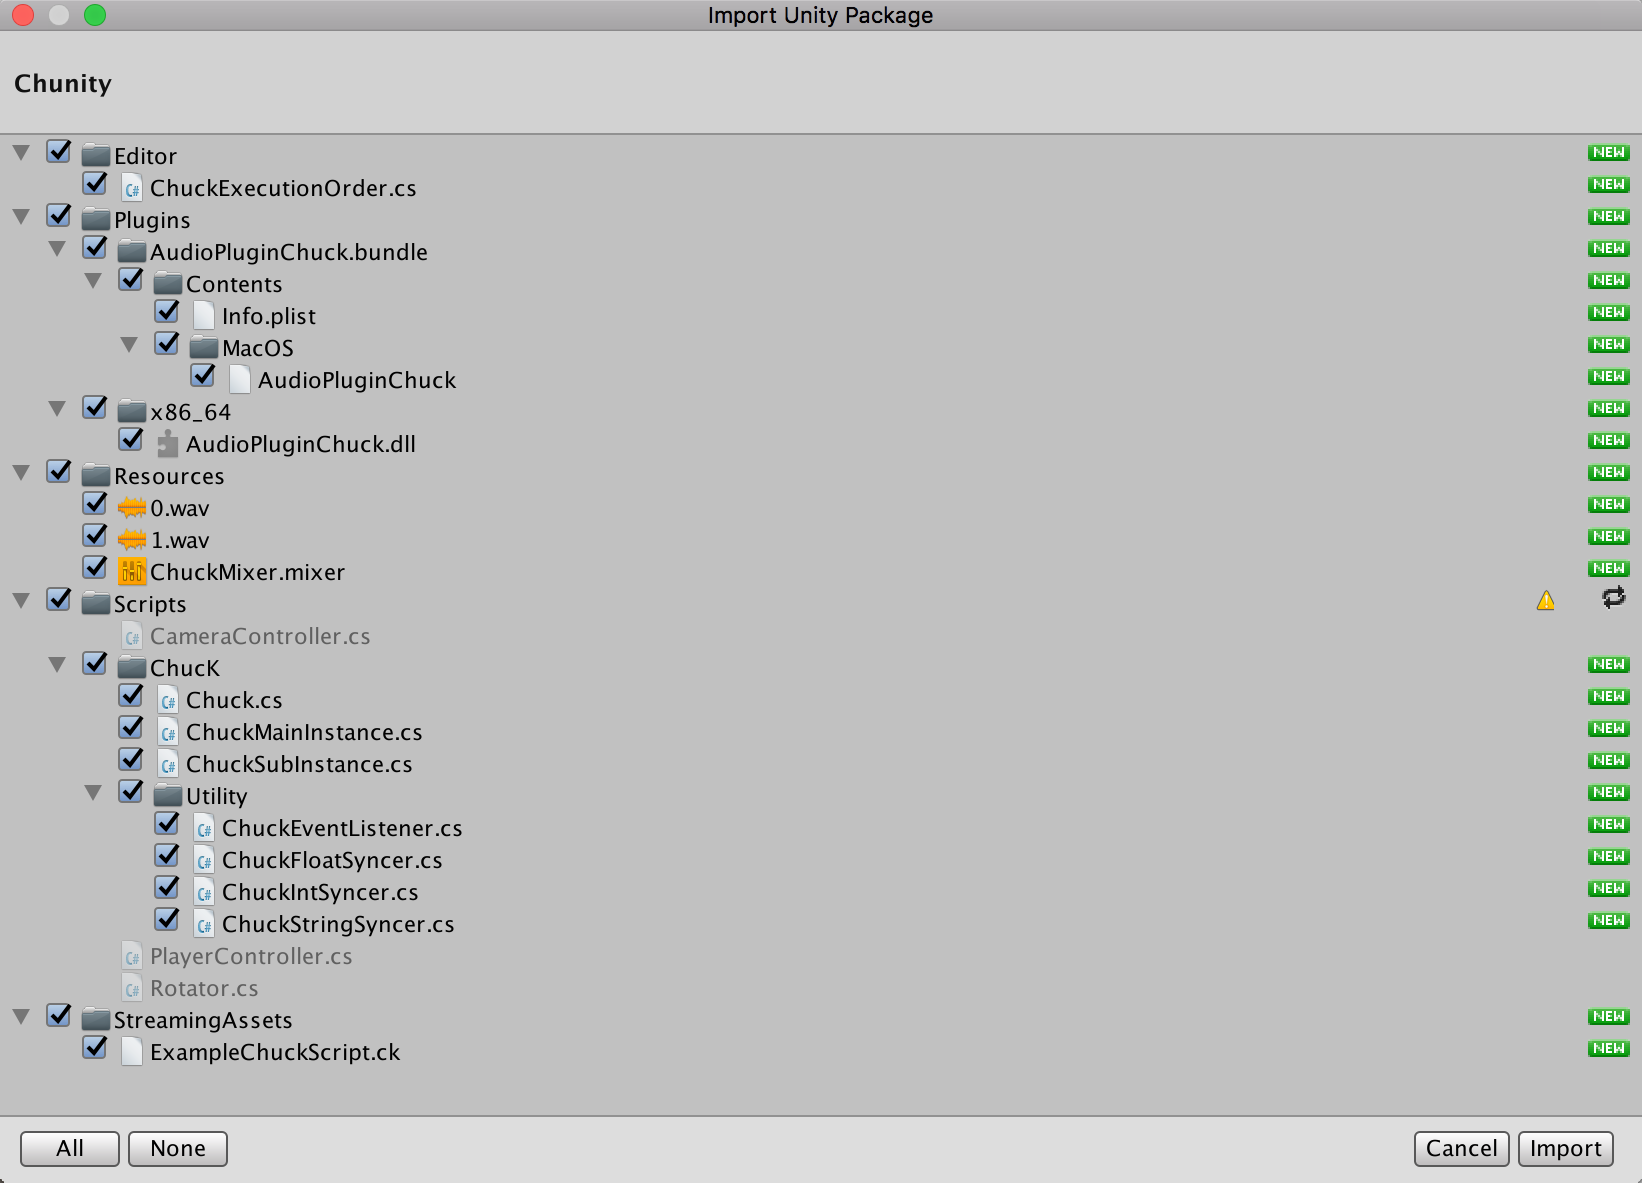 Import Unity Package
Chunity
Editor NEW
C# ChuckExecutionOrder.cs NEW
Plugins NEW
AudioPluginChuck.bundle NEW
Contents NEW
Info.plist NEW
MacOS NEW
AudioPluginChuck NEW
x86_64 NEW
AudioPluginChuck.dll NEW
Resources NEW
0.wav NEW
1.wav NEW
ChuckMixer.mixer NEW
Scripts
C# CameraController.cs
ChucK NEW
C# Chuck.cs NEW
C# ChuckMainInstance.cs NEW
C# ChuckSubInstance.cs NEW
Utility NEW
C# ChuckEventListener.cs NEW
C# ChuckFloatSyncer.cs NEW
C# ChuckIntSyncer.cs NEW
C# ChuckStringSyncer.cs NEW
C# PlayerController.cs
C# Rotator.cs
StreamingAssets NEW
ExampleChuckScript.ck NEW
All None Cancel Import